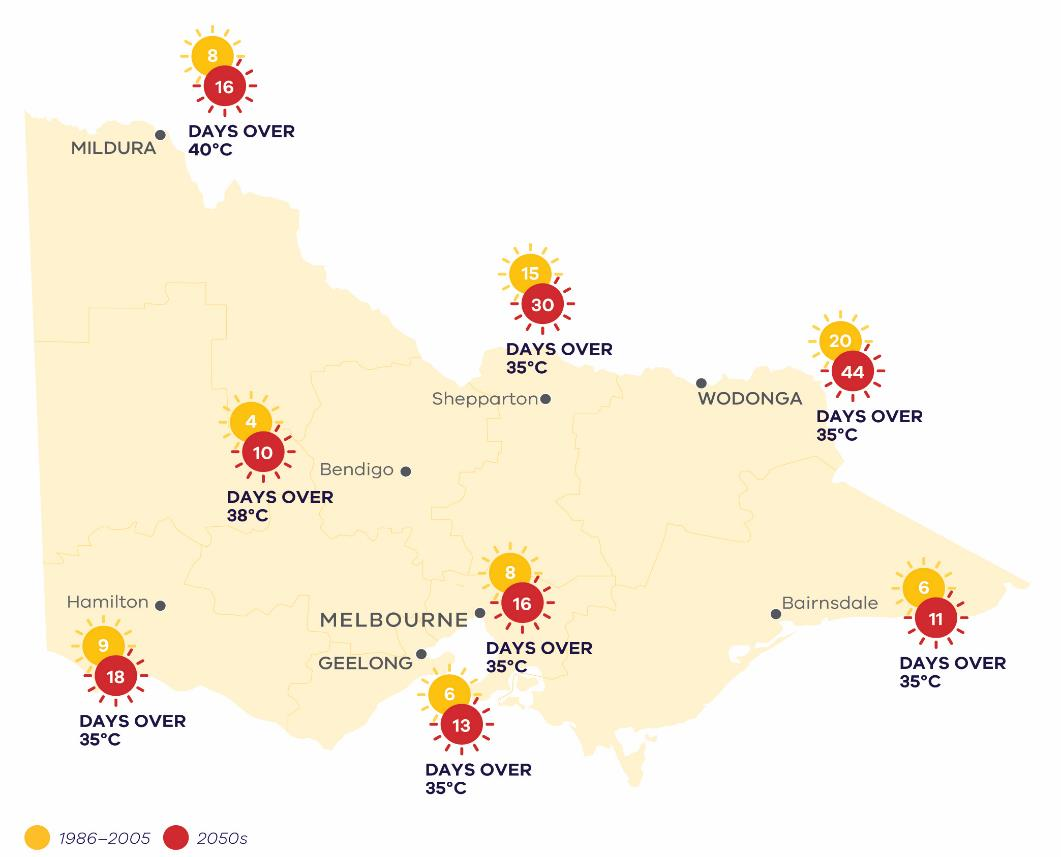 8
16
DAYS OVER
40°C
MILDURA
15
30
DAYS OVER
35°C
20
44
DAYS OVER
35°C
Shepparton
WODONGA
4
10
DAYS OVER
38°C
Bendigo
8
16
DAYS OVER
35°C
6
11
DAYS OVER
35°C
Hamilton
MELBOURNE
Bairnsdale
9
18
DAYS OVER
35°C
GEELONG
6
13
DAYS OVER
35°C
1986–2005 2050s